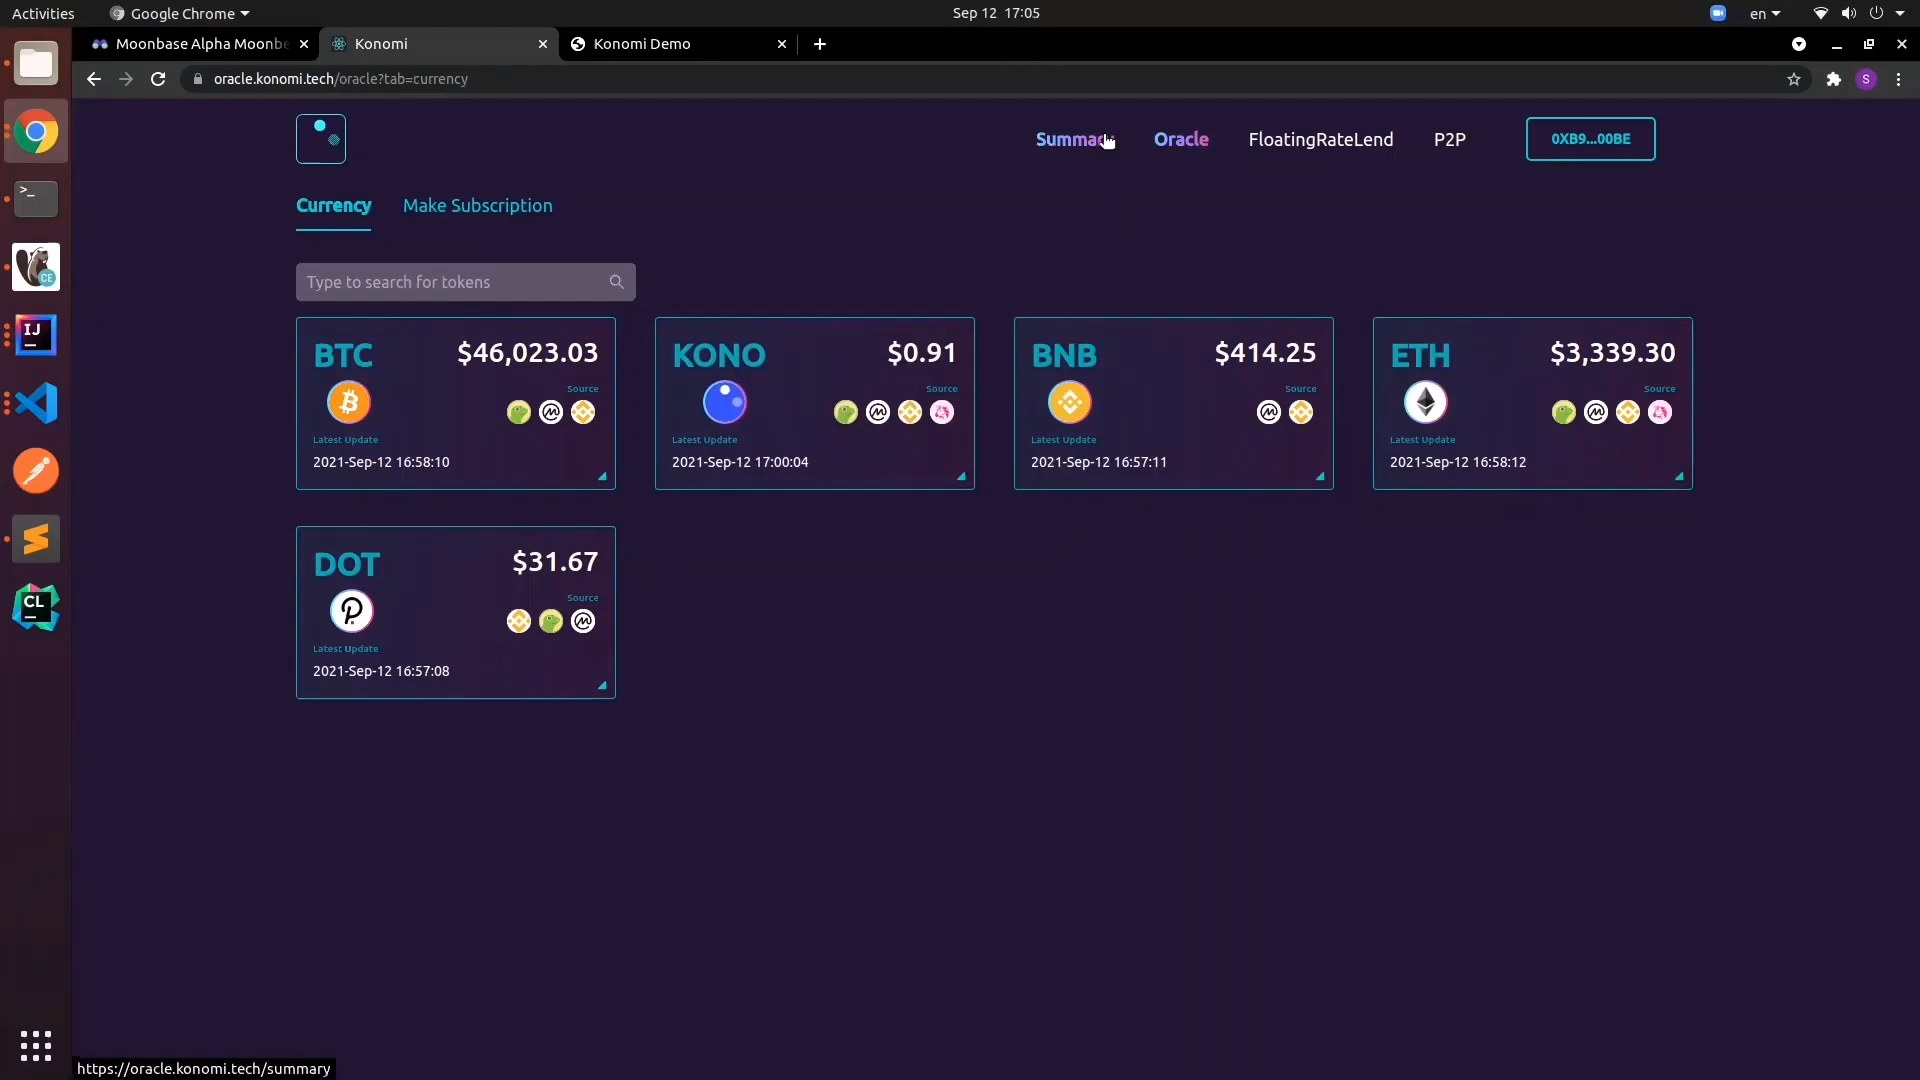 Activities Google Chrome Sep 12 17:05 en
Moonbase Alpha Moonbe Konomi Konomi Demo
oracle.konomi.tech/oracle?tab=currency S
Summary Oracle FloatingRateLend P2P 0XB9...00BE
Currency Make Subscription
Type to search for tokens
BTC $46,023.03
Source
Latest Update
2021-Sep-12 16:58:10
KONO $0.91
Source
Latest Update
2021-Sep-12 17:00:04
BNB $414.25
Source
Latest Update
2021-Sep-12 16:57:11
ETH $3,339.30
Source
Latest Update
2021-Sep-12 16:58:12
DOT $31.67
Source
Latest Update
2021-Sep-12 16:57:08
>_
CE
IJ
CL
https://oracle.konomi.tech/summary